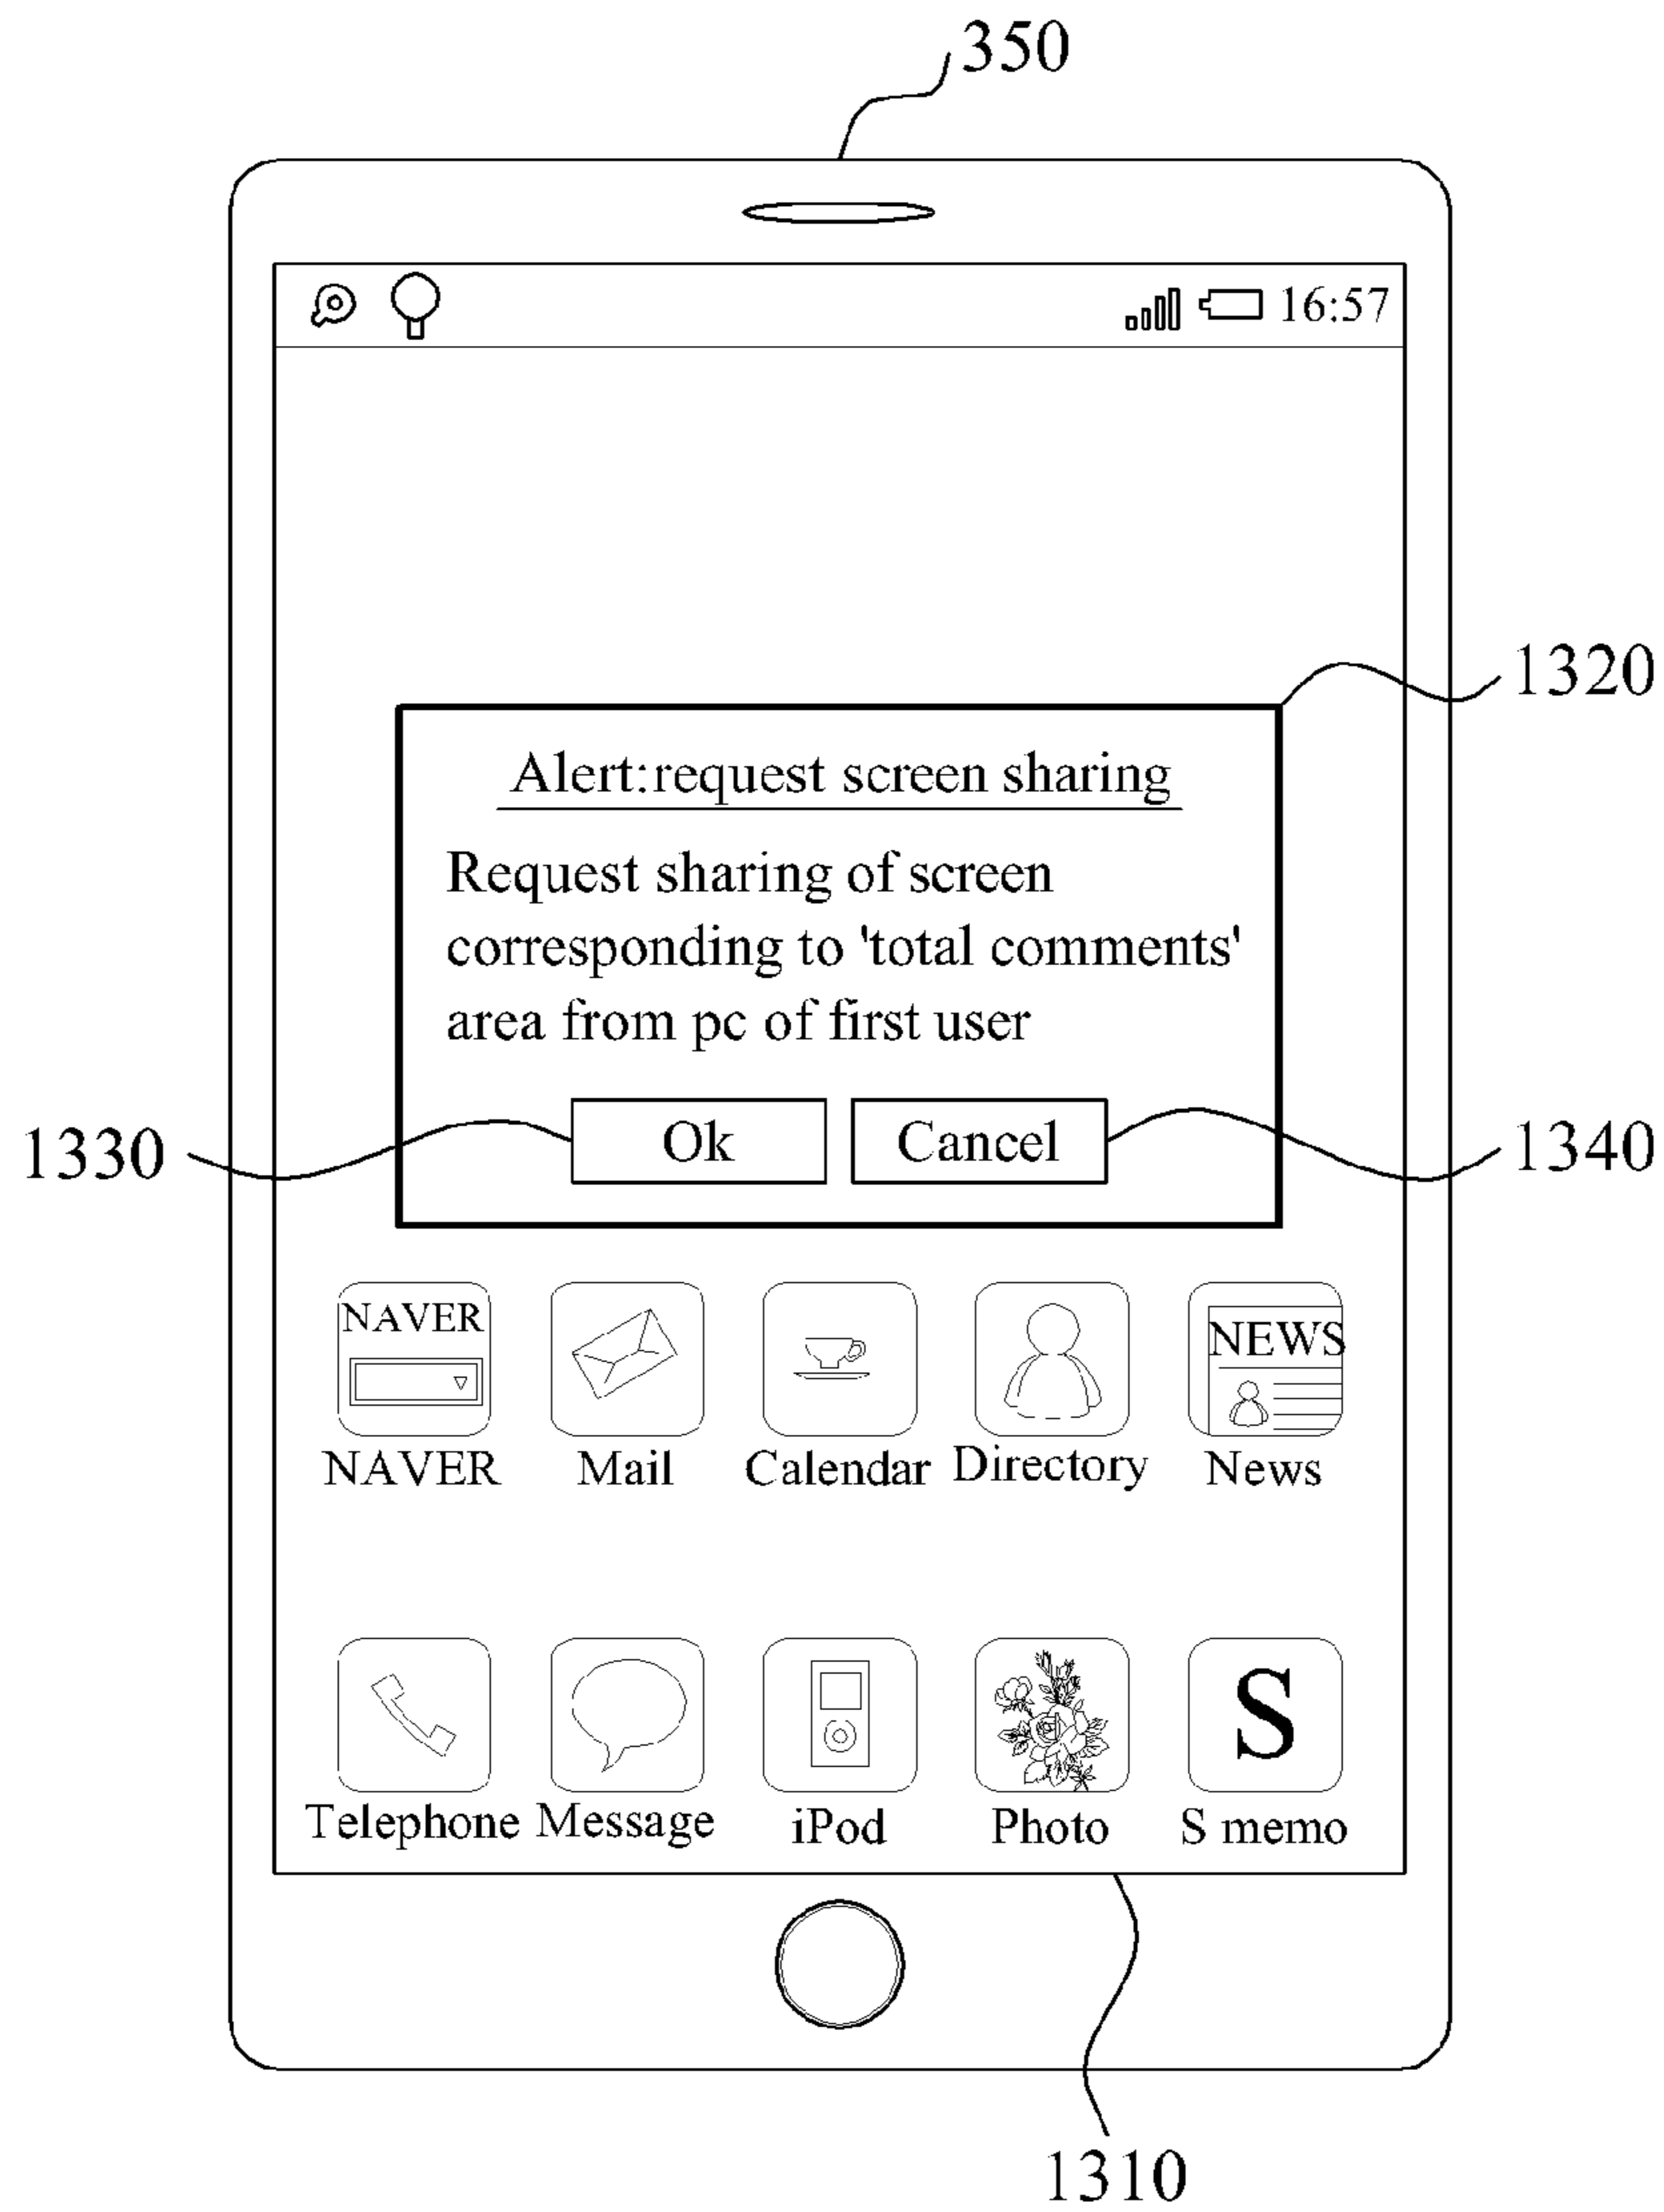 350
16:57
1320
Alert:request screen sharing
Request sharing of screen
corresponding to 'total comments'
area from pc of first user
1330
Ok
Cancel
1340
NAVER
NEWS
NAVER
Mail
Calendar
Directory
News
S
Telephone
Message
iPod
Photo
S memo
1310